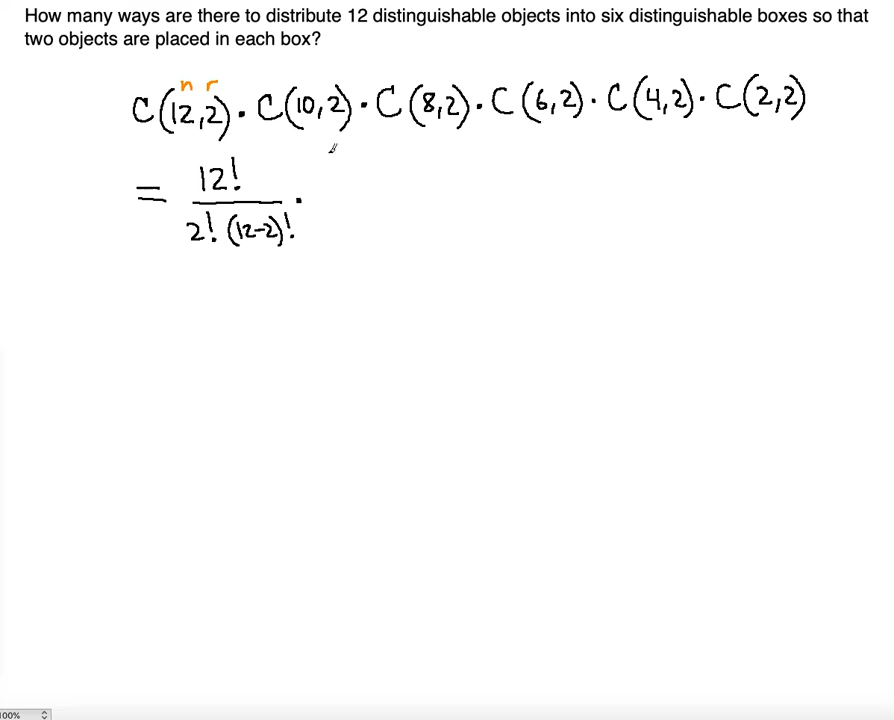 How many ways are there to distribute 12 distinguishable objects into six distinguishable boxes so that
two objects are placed in each box?
n r
C(12,2) · C(10,2) · C(8,2) · C(6,2) · C(4,2) · C(2,2)
= 12! / 2! (12-2)! ·
100%